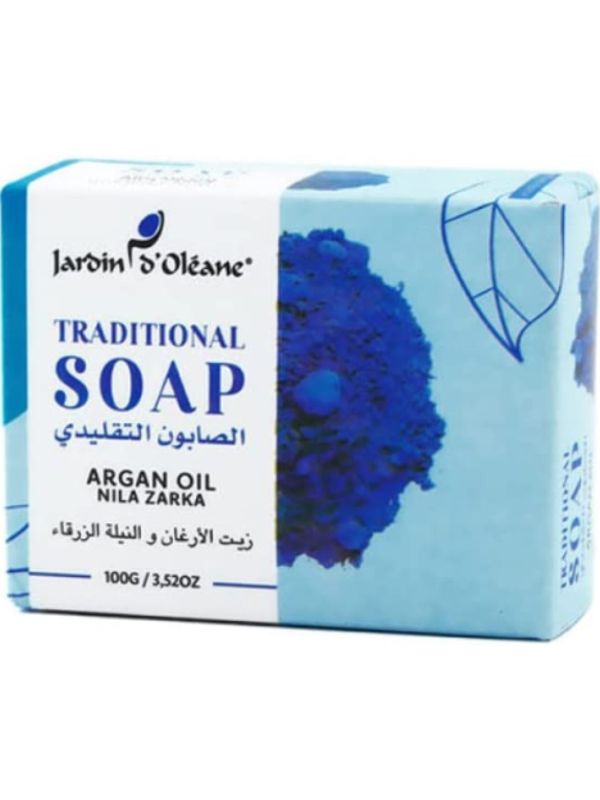 Jardin d'Oléane®
TRADITIONAL
SOAP
الصابون التقليدي
ARGAN OIL
NILA ZARKA
زيت الأرغان و النيلة الزرقاء
100G / 3,52OZ
TRADITIONAL
SOAP